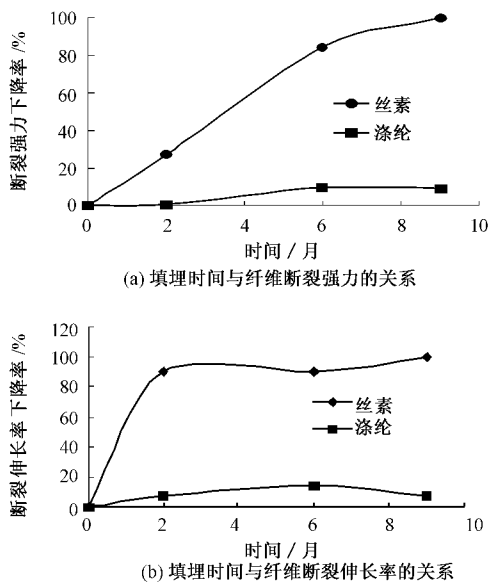 断裂强力下降率/%
100
80
60
40
20
0
丝素
涤纶
0 2 4 6 8 10
时间/月
(a) 填埋时间与纤维断裂强力的关系
断裂伸长率下降率/%
120
100
80
60
40
20
0
丝素
涤纶
0 2 4 6 8 10
时间/月
(b) 填埋时间与纤维断裂伸长率的关系